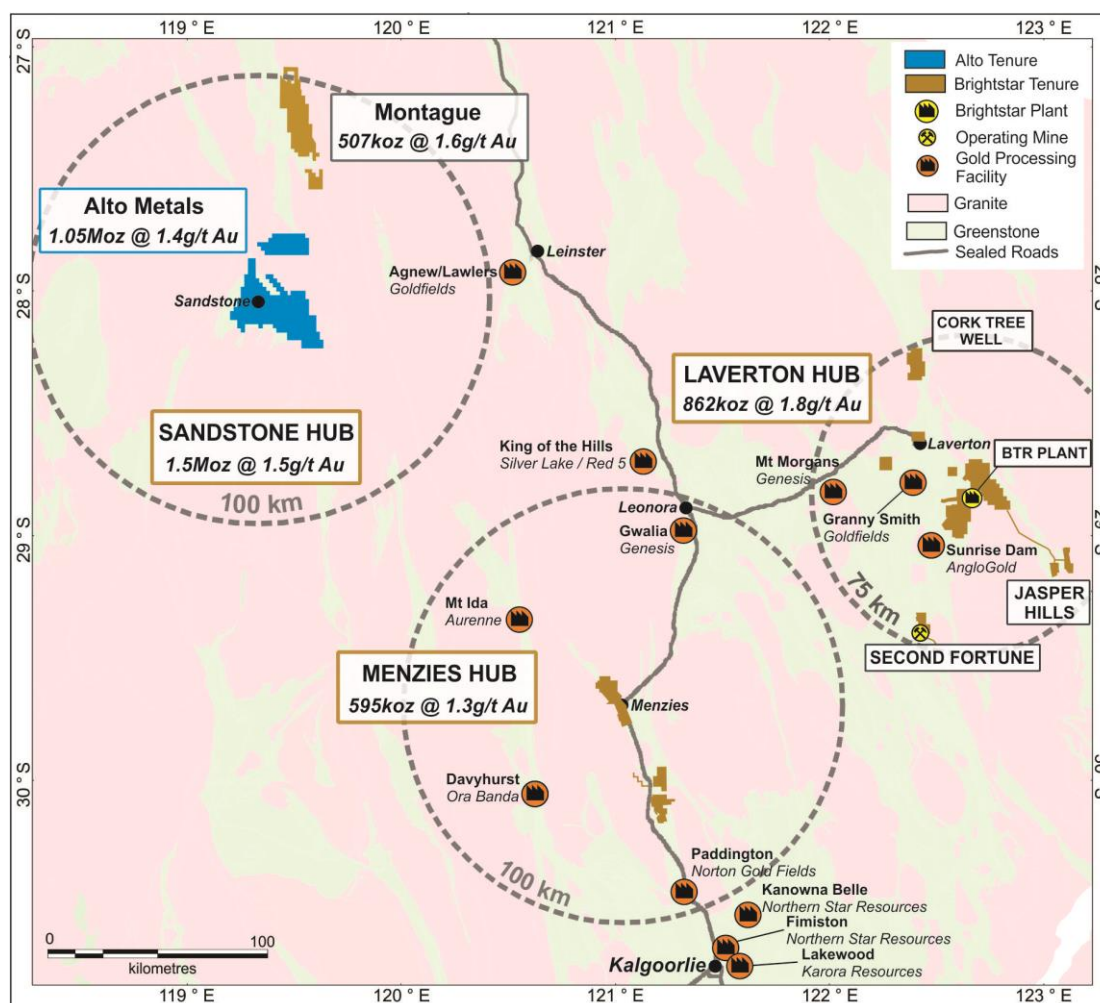 119 ° E
120 ° E
121 ° E
122 ° E
123 ° E
27° S
28° S
29° S
30° S
28° S
29° S
30° S
Alto Tenure
Brightstar Tenure
Brightstar Plant
Operating Mine
Gold Processing
Facility
Granite
Greenstone
Sealed Roads
Montague
507koz @ 1.6g/t Au
Alto Metals
1.05Moz @ 1.4g/t Au
Sandstone
SANDSTONE HUB
1.5Moz @ 1.5g/t Au
100 km
Leinster
Agnew/Lawlers
Goldfields
CORK TREE
WELL
LAVERTON HUB
862koz @ 1.8g/t Au
Laverton
King of the Hills
Silver Lake / Red 5
Mt Morgans
Genesis
BTR PLANT
Leonora
Gwalia
Genesis
Granny Smith
Goldfields
Sunrise Dam
AngloGold
75 km
JASPER
HILLS
SECOND FORTUNE
Mt Ida
Aurenne
MENZIES HUB
595koz @ 1.3g/t Au
Menzies
Davyhurst
Ora Banda
100 km
Paddington
Norton Gold Fields
Kanowna Belle
Northern Star Resources
Fimiston
Northern Star Resources
Lakewood
Karora Resources
Kalgoorlie
0
100
kilometres
119 ° E
120 ° E
121 ° E
122 ° E
123 ° E